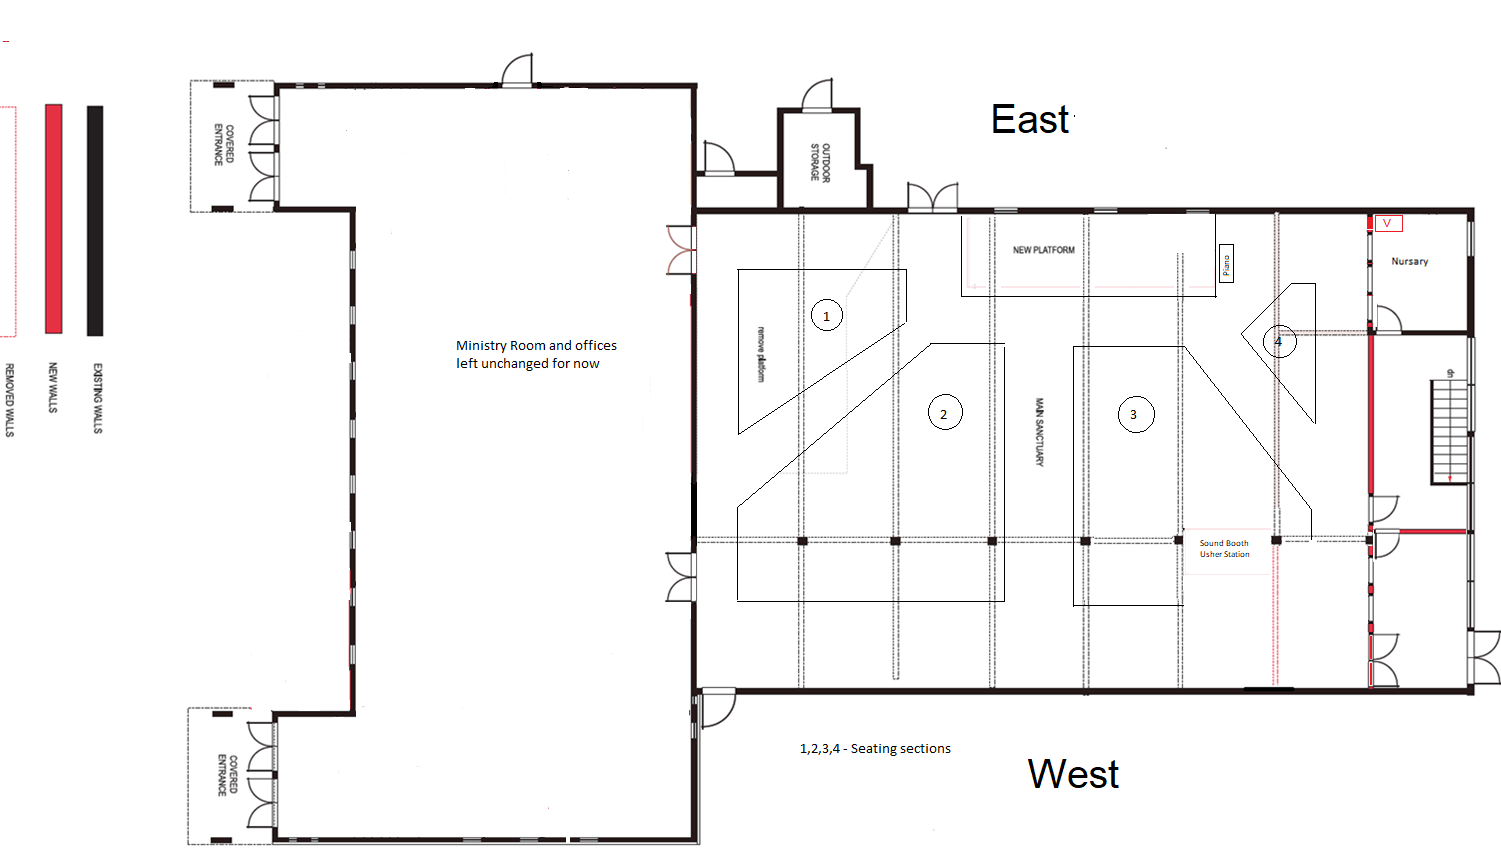 East
COVERED
ENTRANCE
OUTDOOR
STORAGE
NEW PLATFORM
Piano
V
Nursary
1
remove platform
4
Ministry Room and offices
left unchanged for now
2
3
MAIN SANCTUARY
dn
REMOVED WALLS
NEW WALLS
EXISTING WALLS
Sound Booth
Usher Station
COVERED
ENTRANCE
1,2,3,4 - Seating sections
West